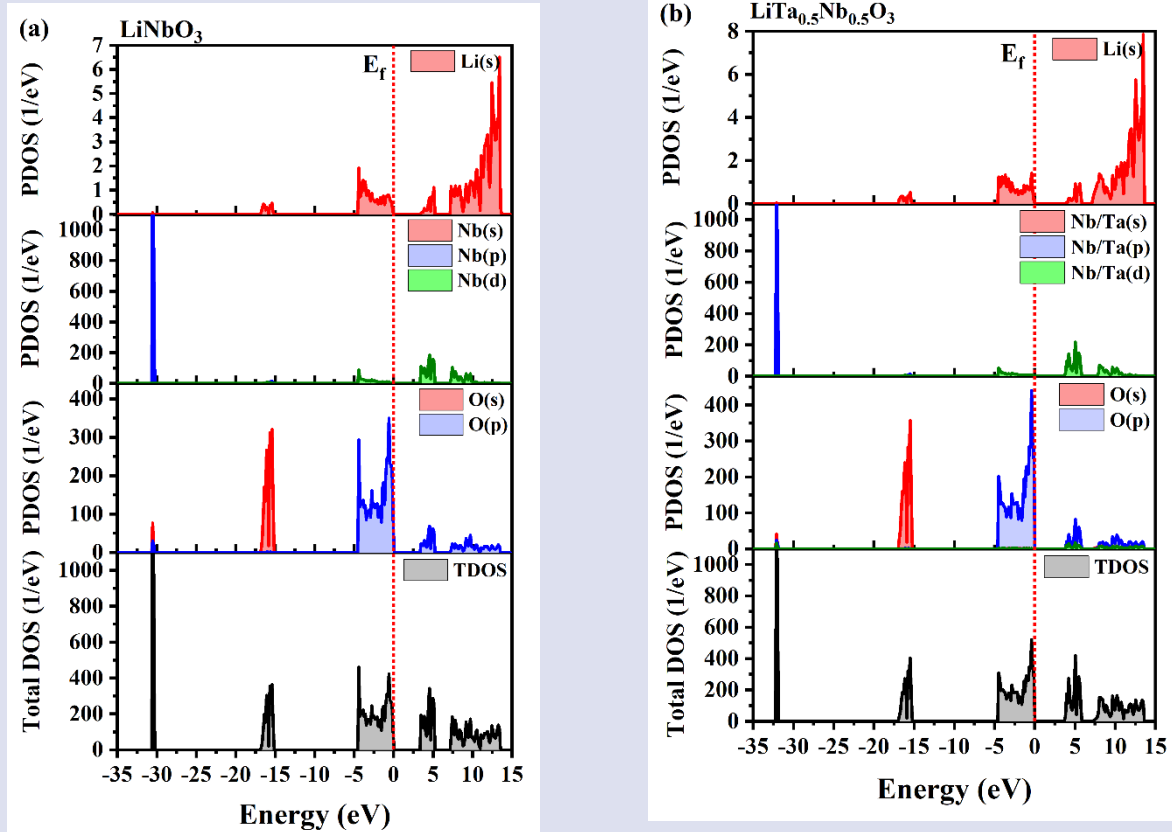 (a)
LiNbO₃
7
6
5
4
3
2
1
0
PDOS (1/eV)
E_f
Li(s)
1000
800
600
400
200
0
PDOS (1/eV)
Nb(s)
Nb(p)
Nb(d)
400
300
200
100
0
PDOS (1/eV)
O(s)
O(p)
1000
800
600
400
200
0
Total DOS (1/eV)
TDOS
-35 -30 -25 -20 -15 -10 -5 0 5 10 15
Energy (eV)
(b)
LiTa₀.₅Nb₀.₅O₃
8
6
4
2
0
PDOS (1/eV)
E_f
Li(s)
1000
800
600
400
200
0
PDOS (1/eV)
Nb/Ta(s)
Nb/Ta(p)
Nb/Ta(d)
400
300
200
100
0
PDOS (1/eV)
O(s)
O(p)
1000
800
600
400
200
0
Total DOS (1/eV)
TDOS
-35 -30 -25 -20 -15 -10 -5 0 5 10 15
Energy (eV)